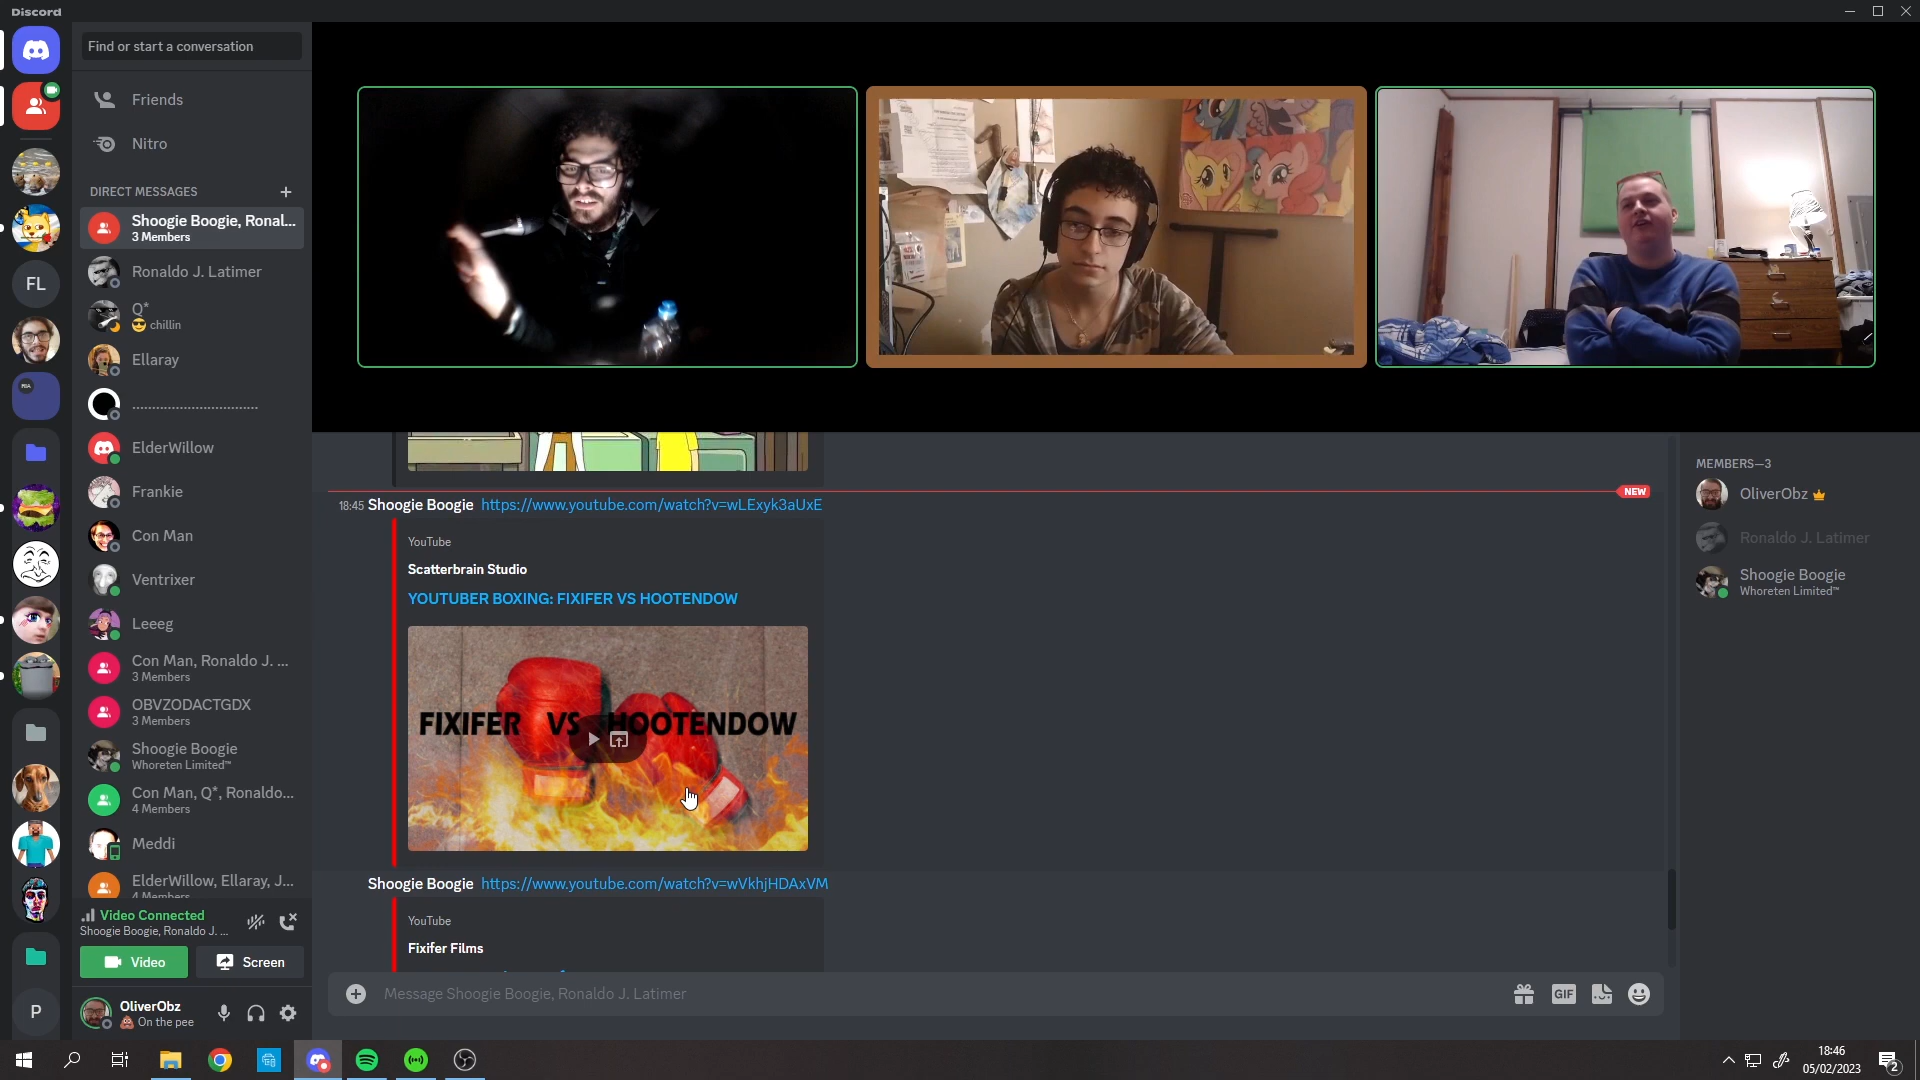 Discord
Find or start a conversation
Friends
Nitro
DIRECT MESSAGES
Shoogie Boogie, Ronal...
3 Members
Ronaldo J. Latimer
Q*
😎 chillin
Ellaray
................................
ElderWillow
Frankie
Con Man
Ventrixer
Leeeg
Con Man, Ronaldo J. ...
3 Members
OBVZODACTGDX
3 Members
Shoogie Boogie
Whoreten Limited™
Con Man, Q*, Ronaldo...
4 Members
Meddi
ElderWillow, Ellaray, J...
4 Members
Video Connected
Shoogie Boogie, Ronaldo J. ...
Video
Screen
OliverObz
💩 On the pee
FL
P
NEW
18:45 Shoogie Boogie https://www.youtube.com/watch?v=wLExyk3aUxE
YouTube
Scatterbrain Studio
YOUTUBER BOXING: FIXIFER VS HOOTENDOW
FIXIFER VS HOOTENDOW
Shoogie Boogie https://www.youtube.com/watch?v=wVkhjHDAxVM
YouTube
Fixifer Films
Message Shoogie Boogie, Ronaldo J. Latimer
GIF
MEMBERS—3
OliverObz
Ronaldo J. Latimer
Shoogie Boogie
Whoreten Limited™
18:46
05/02/2023
2